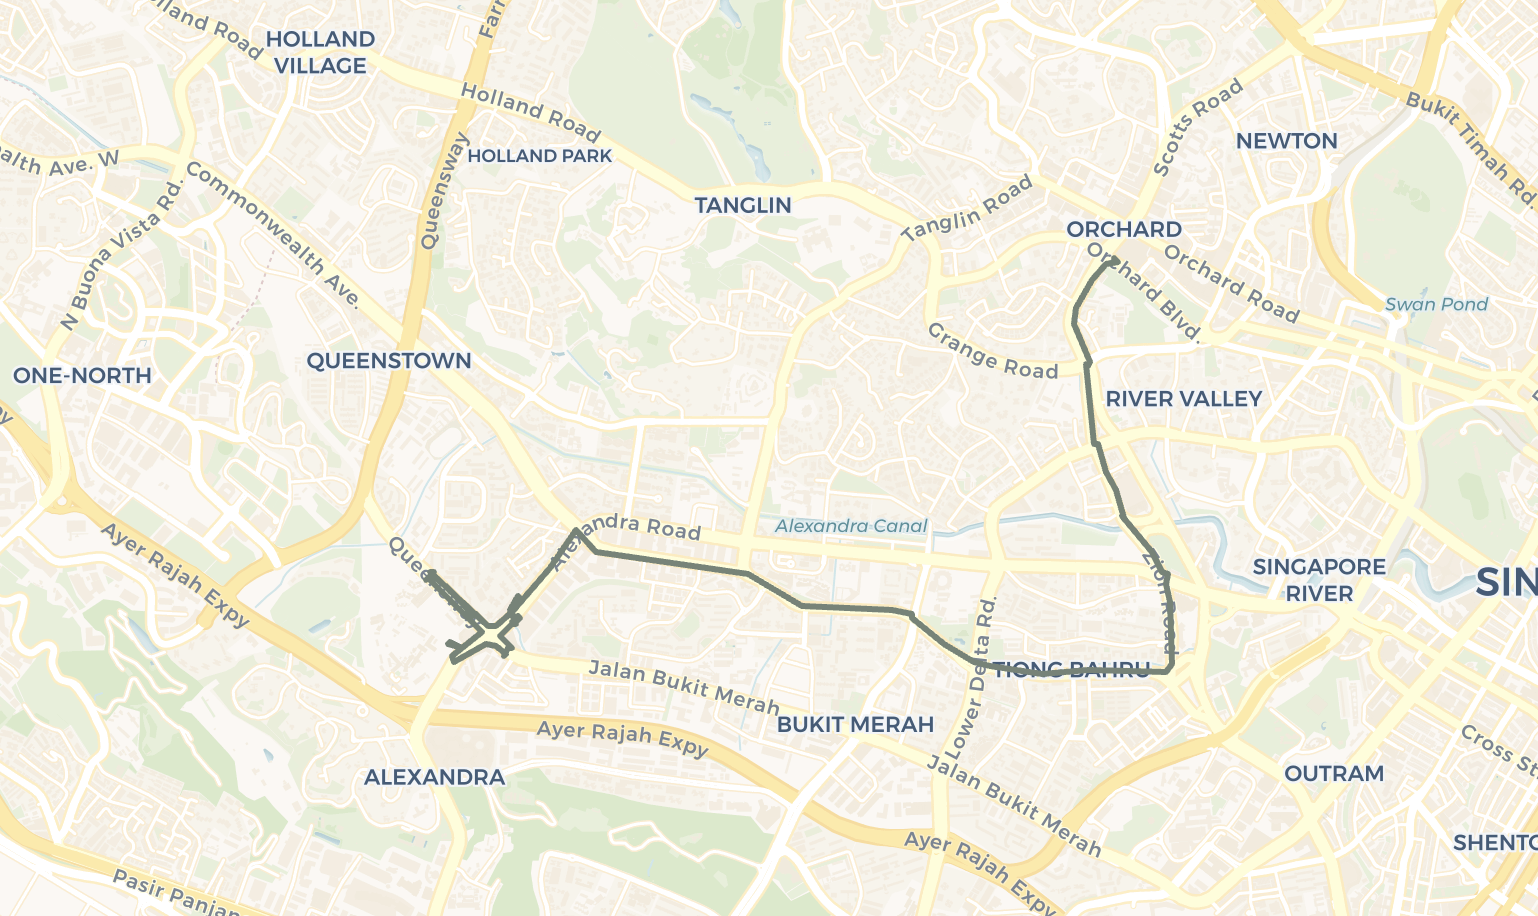 lland Road
HOLLAND
VILLAGE
Farr
Holland Road
Scotts Road
Bukit Timah Rd.
NEWTON
alth Ave. W
HOLLAND PARK
Commonwealth Ave.
Queensway
TANGLIN
Tanglin Road
ORCHARD
N Buona Vista Rd.
Orchard Blvd.
Orchard Road
Swan Pond
QUEENSTOWN
ONE-NORTH
Grange Road
RIVER VALLEY
py
Alexandra Road
Alexandra Canal
Ayer Rajah Expy
Queensway
Zion Road
SINGAPORE
RIVER
SIN
Lower Delta Rd.
TIONG BAHRU
Jalan Bukit Merah
BUKIT MERAH
Ayer Rajah Expy
Cross St
ALEXANDRA
Jalan Bukit Merah
OUTRAM
Ayer Rajah Expy
SHENTO
Pasir Panjan